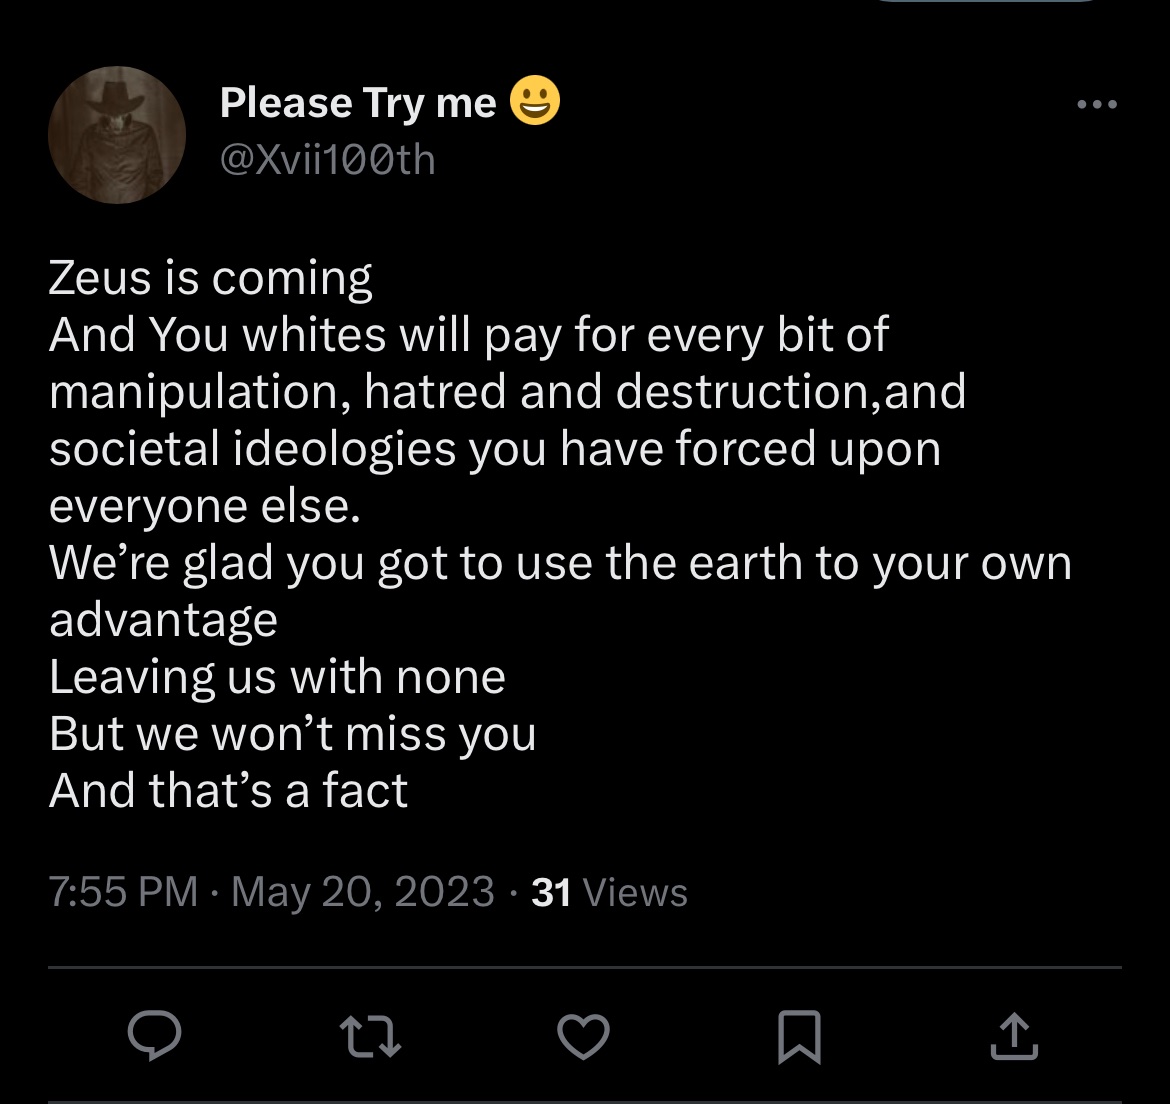 Please Try me 😀
@Xvii100th
Zeus is coming
And You whites will pay for every bit of
manipulation, hatred and destruction,and
societal ideologies you have forced upon
everyone else.
We’re glad you got to use the earth to your own
advantage
Leaving us with none
But we won’t miss you
And that’s a fact
7:55 PM · May 20, 2023 · 31 Views